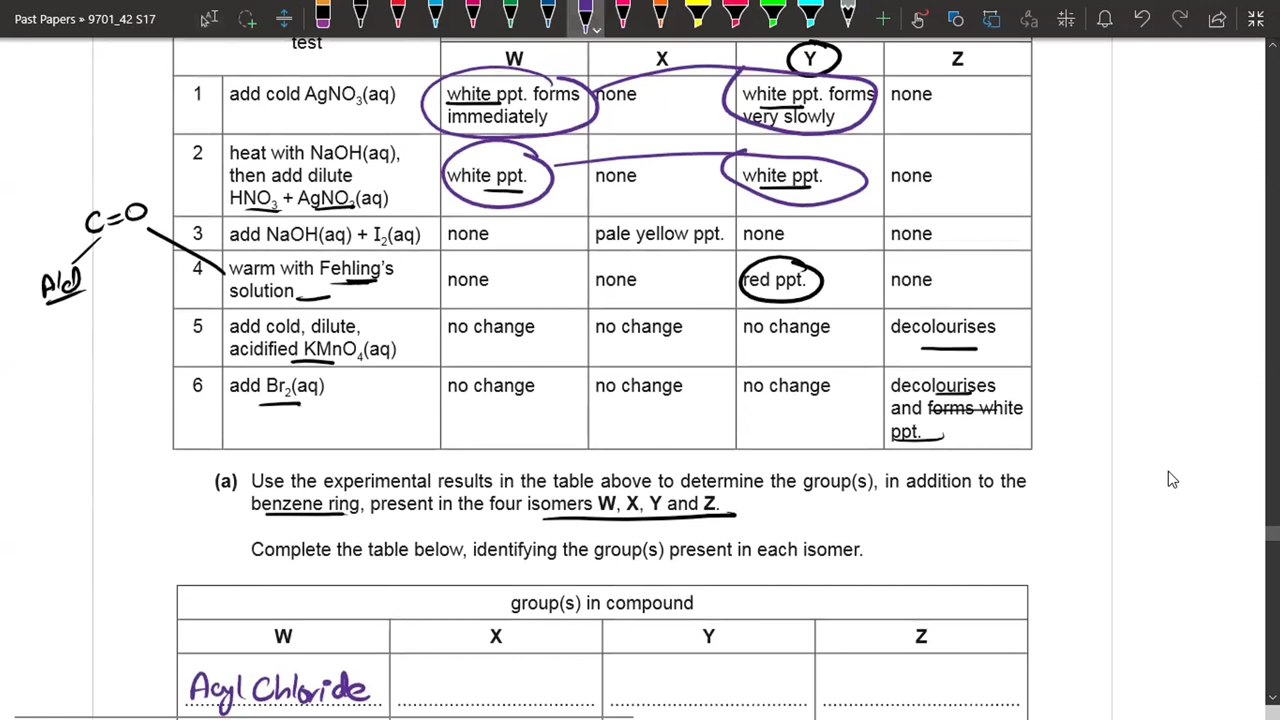 Past Papers > 9701_42 S17
test
W X Y Z
1 add cold AgNO3(aq) white ppt. forms immediately none white ppt. forms very slowly none
2 heat with NaOH(aq), then add dilute HNO3 + AgNO3(aq) white ppt. none white ppt. none
3 add NaOH(aq) + I2(aq) none pale yellow ppt. none none
C=O
Ald
4 warm with Fehling's solution none none red ppt. none
5 add cold, dilute, acidified KMnO4(aq) no change no change no change decolourises
6 add Br2(aq) no change no change no change decolourises and forms white ppt.
(a) Use the experimental results in the table above to determine the group(s), in addition to the
benzene ring, present in the four isomers W, X, Y and Z.
Complete the table below, identifying the group(s) present in each isomer.
group(s) in compound
W X Y Z
Acyl Chloride